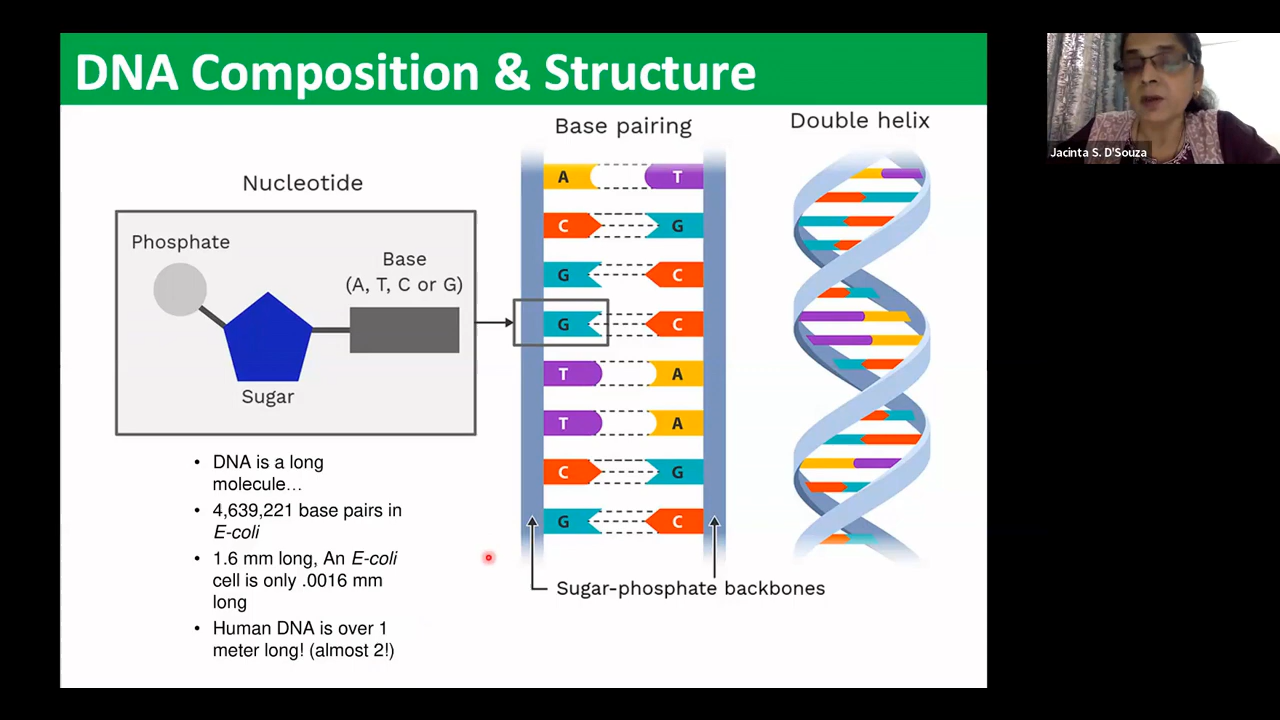 DNA Composition & Structure
Nucleotide
Phosphate
Base
(A, T, C or G)
Sugar
• DNA is a long
molecule…
• 4,639,221 base pairs in
E-coli
• 1.6 mm long, An E-coli
cell is only .0016 mm
long
• Human DNA is over 1
meter long! (almost 2!)
Base pairing
A T
C G
G C
G C
T A
T A
C G
G C
Sugar-phosphate backbones
Double helix
Jacinta S. D'Souza